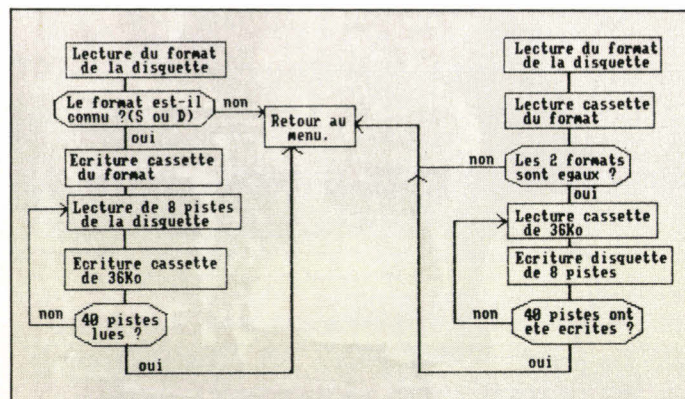 Lecture du format
de la disquette
Le format est-il
connu ?(S ou D)
non
oui
Ecriture cassette
du format
Lecture de 8 pistes
de la disquette
Ecriture cassette
de 36Ko
non
40 pistes
lues ?
oui
Retour au
menu.
Lecture du format
de la disquette
Lecture cassette
du format
non
Les 2 formats
sont egaux ?
oui
Lecture cassette
de 36Ko
Ecriture disquette
de 8 pistes
non
40 pistes ont
ete ecrites ?
oui